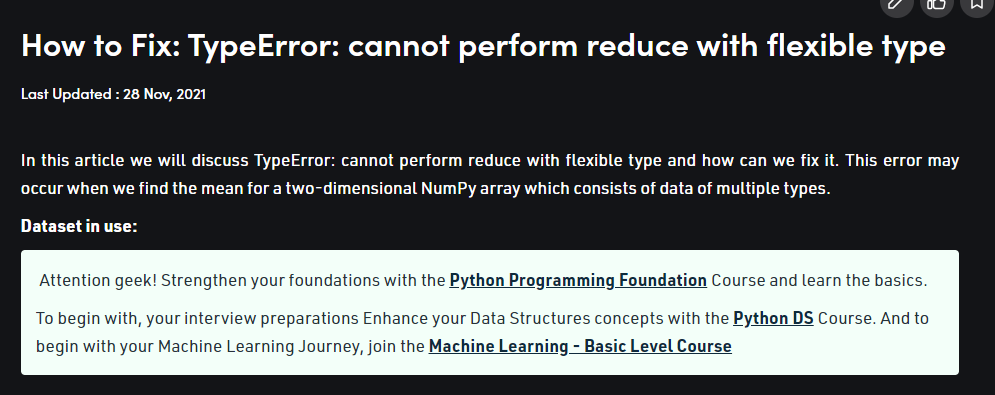 How to Fix: TypeError: cannot perform reduce with flexible type
Last Updated : 28 Nov, 2021
In this article we will discuss TypeError: cannot perform reduce with flexible type and how can we fix it. This error may
occur when we find the mean for a two-dimensional NumPy array which consists of data of multiple types.
Dataset in use:
Attention geek! Strengthen your foundations with the Python Programming Foundation Course and learn the basics.
To begin with, your interview preparations Enhance your Data Structures concepts with the Python DS Course. And to
begin with your Machine Learning Journey, join the Machine Learning - Basic Level Course